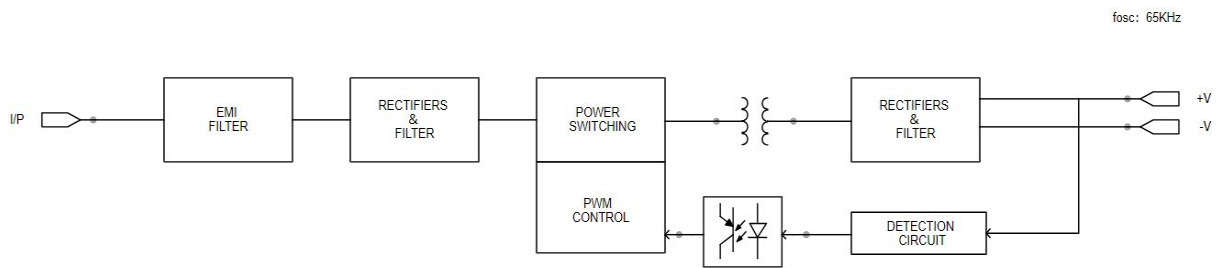 fosc: 65KHz
I/P
EMI
FILTER
RECTIFIERS
&
FILTER
POWER
SWITCHING
RECTIFIERS
&
FILTER
+V
-V
PWM
CONTROL
DETECTION
CIRCUIT